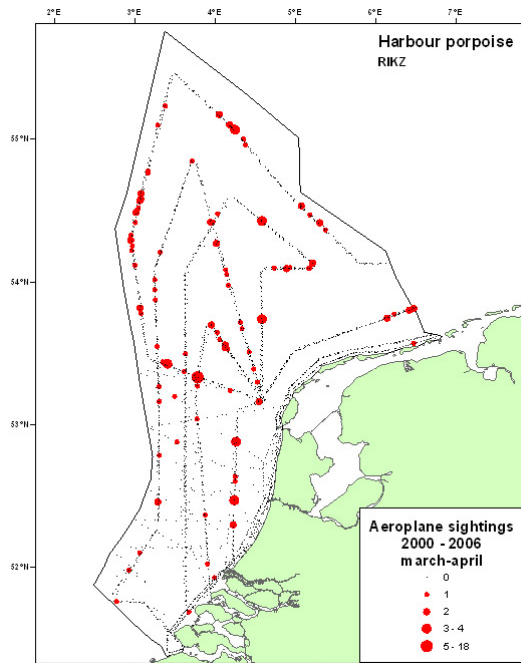 2°E 3°E 4°E 5°E 6°E 7°E
Harbour porpoise
RIKZ
55°N
54°N
53°N
52°N
Aeroplane sightings
2000 - 2006
march-april
0
1
2
3 - 4
5 - 18